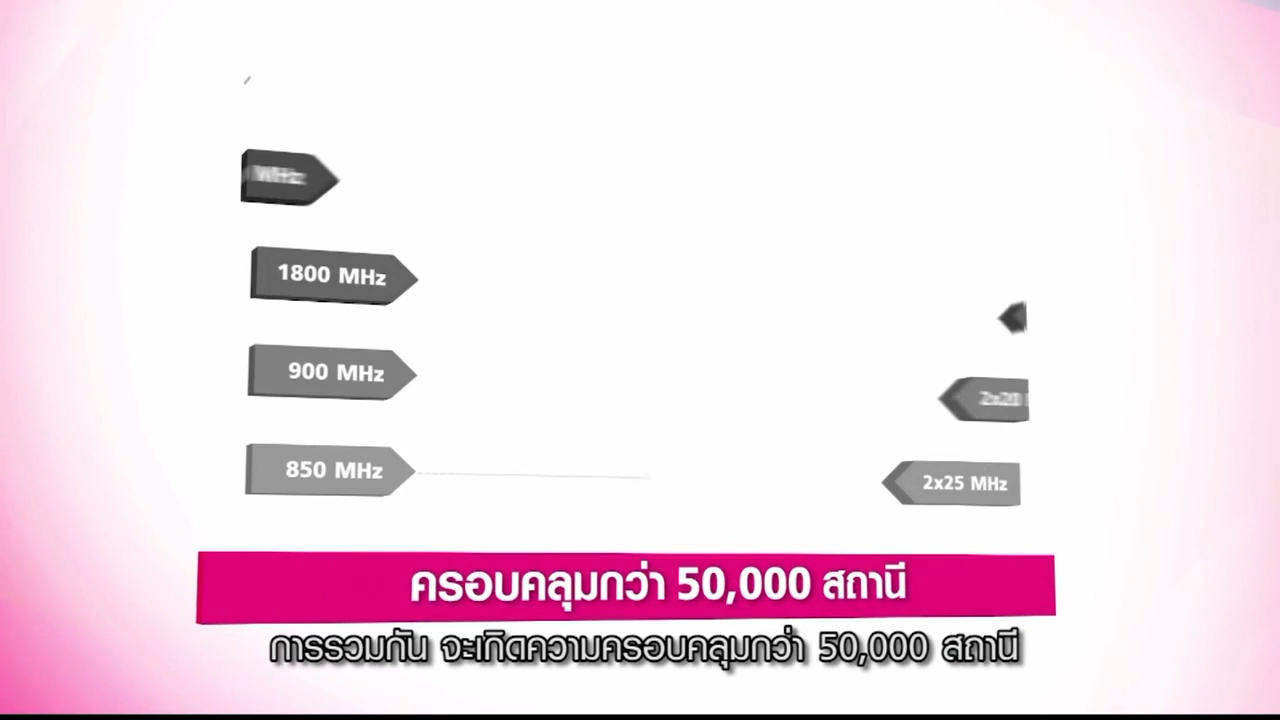 MHz
1800 MHz
900 MHz
2x20
850 MHz
2x25 MHz
ครอบคลุมกว่า 50,000 สถานี
การรวมกัน จะเกิดความครอบคลุมกว่า 50,000 สถานี